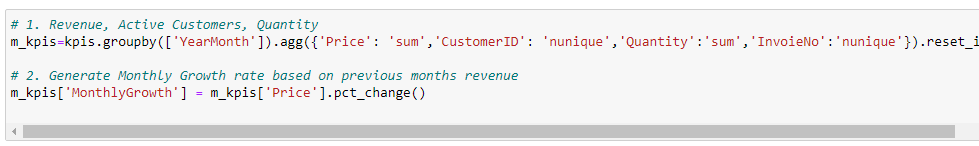 # 1. Revenue, Active Customers, Quantity
m_kpis=kpis.groupby(['YearMonth']).agg({'Price': 'sum','CustomerID': 'nunique','Quantity':'sum','InvoieNo':'nunique'}).reset_i
# 2. Generate Monthly Growth rate based on previous months revenue
m_kpis['MonthlyGrowth'] = m_kpis['Price'].pct_change()